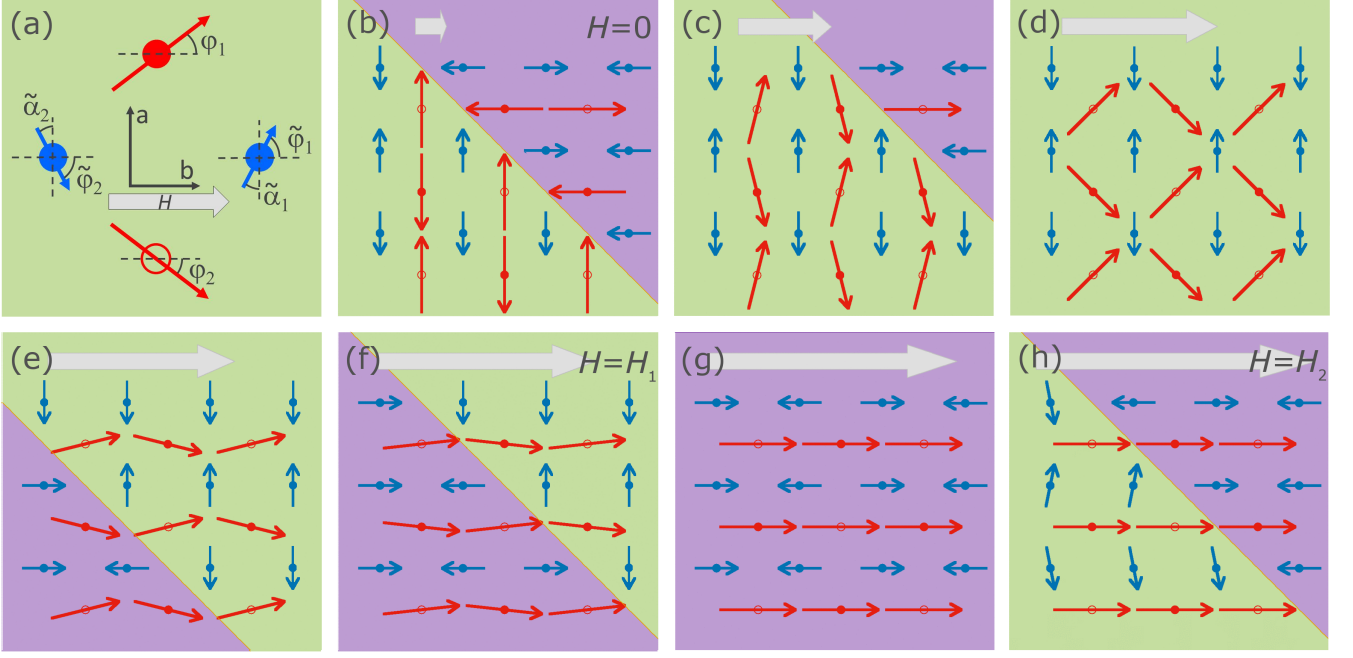 (a)
φ₁
α̃₂
a
φ̃₁
φ̃₂
b
H
α̃₁
φ₂
(b)
H=0
(c)
(d)
(e)
(f)
H=H₁
(g)
(h)
H=H₂